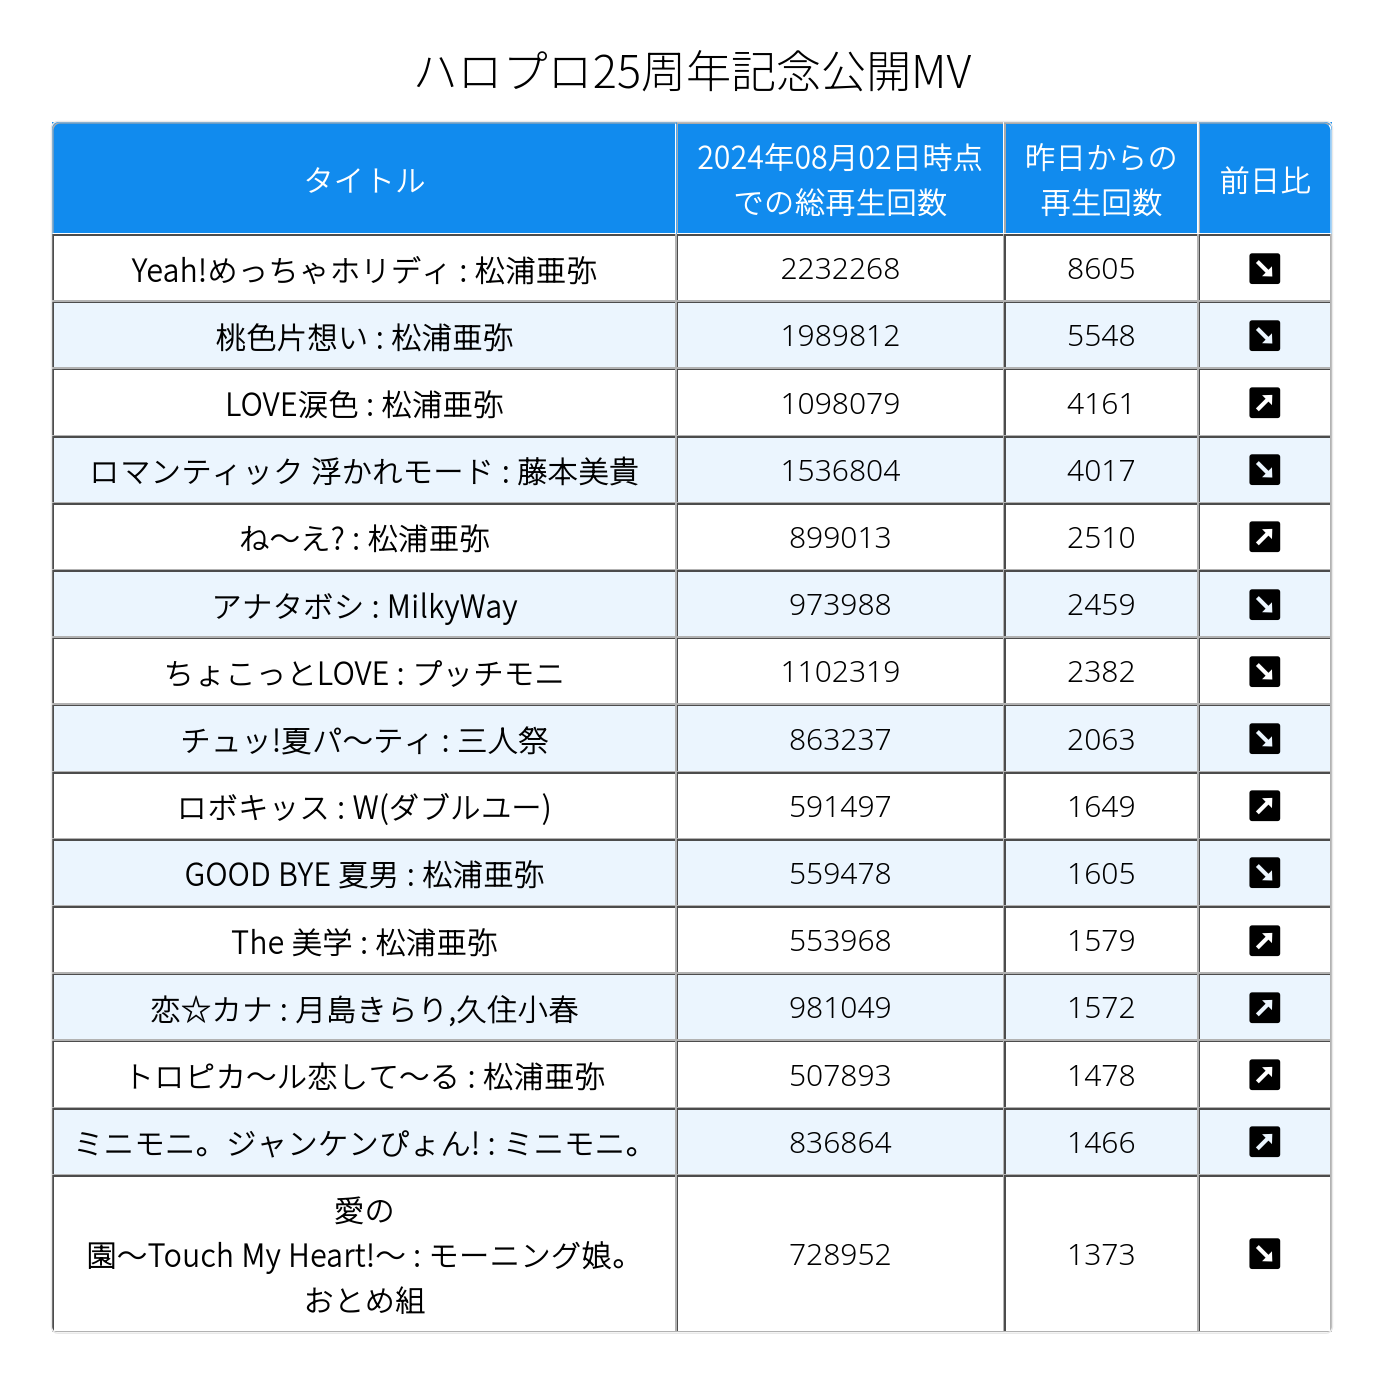 ハロプロ25周年記念公開MV
タイトル
2024年08月02日時点
での総再生回数
昨日からの
再生回数
前日比
Yeah!めっちゃホリディ : 松浦亜弥 2232268 8605 ↘
桃色片想い : 松浦亜弥 1989812 5548 ↘
LOVE涙色 : 松浦亜弥 1098079 4161 ↗
ロマンティック 浮かれモード : 藤本美貴 1536804 4017 ↘
ね～え? : 松浦亜弥 899013 2510 ↗
アナタボシ : MilkyWay 973988 2459 ↘
ちょこっとLOVE : プッチモニ 1102319 2382 ↘
チュッ!夏パ～ティ : 三人祭 863237 2063 ↘
ロボキッス : W(ダブルユー) 591497 1649 ↗
GOOD BYE 夏男 : 松浦亜弥 559478 1605 ↘
The 美学 : 松浦亜弥 553968 1579 ↗
恋☆カナ : 月島きらり,久住小春 981049 1572 ↗
トロピカ～ル恋して～る : 松浦亜弥 507893 1478 ↗
ミニモニ。ジャンケンぴょん! : ミニモニ。 836864 1466 ↗
愛の
園～Touch My Heart!～ : モーニング娘。
おとめ組
728952 1373 ↘